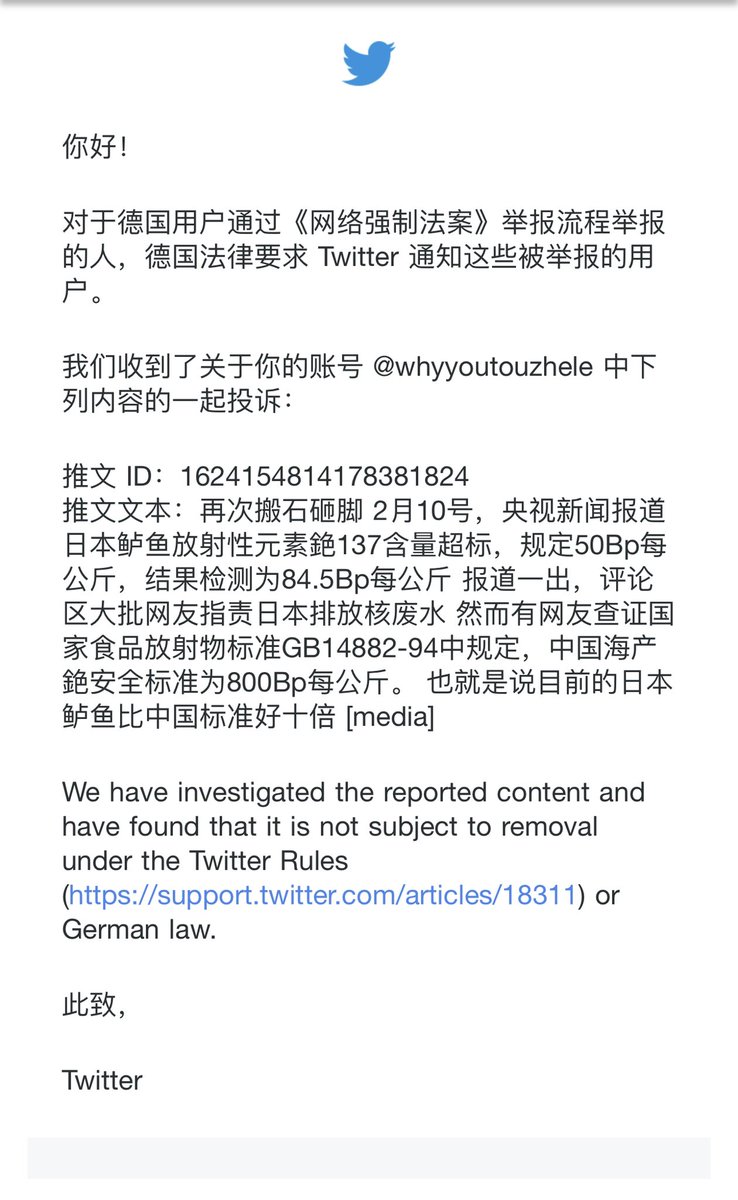 你好！
对于德国用户通过《网络强制法案》举报流程举报
的人，德国法律要求 Twitter 通知这些被举报的用
户。
我们收到了关于你的账号 @whyyoutouzhele 中下
列内容的一起投诉：
推文 ID：1624154814178381824
推文文本：再次搬石砸脚 2月10号，央视新闻报道
日本鲈鱼放射性元素銫137含量超标，规定50Bp每
公斤，结果检测为84.5Bp每公斤 报道一出，评论
区大批网友指责日本排放核废水 然而有网友查证国
家食品放射物标准GB14882-94中规定，中国海产
銫安全标准为800Bp每公斤。 也就是说目前的日本
鲈鱼比中国标准好十倍 [media]
We have investigated the reported content and
have found that it is not subject to removal
under the Twitter Rules
(https://support.twitter.com/articles/18311) or
German law.
此致，
Twitter